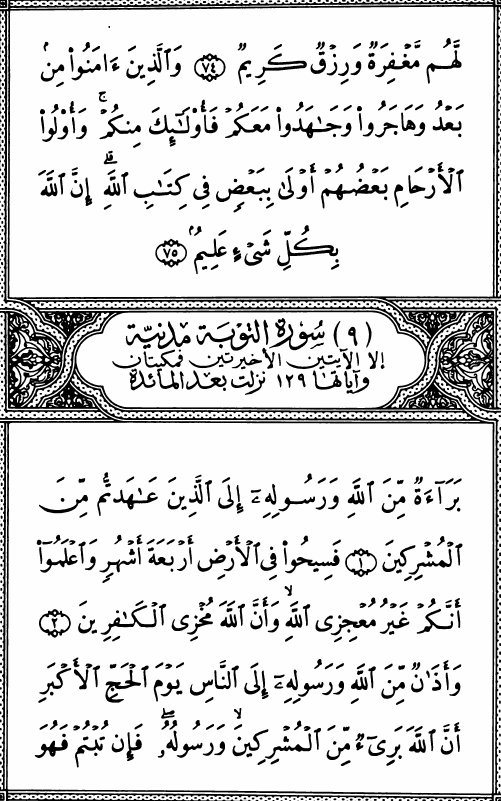 لَّهُم مَّغْفِرَةٌ وَرِزْقٌ كَرِيمٌ ﴿٧٤﴾ وَٱلَّذِينَ ءَامَنُوا۟ مِنۢ
بَعْدُ وَهَاجَرُوا۟ وَجَـٰهَدُوا۟ مَعَكُمْ فَأُو۟لَـٰٓئِكَ مِنكُمْ ۚ وَأُو۟لُوا۟
ٱلْأَرْحَامِ بَعْضُهُمْ أَوْلَىٰ بِبَعْضٍ فِى كِتَـٰبِ ٱللَّهِ ۗ إِنَّ ٱللَّهَ
بِكُلِّ شَىْءٍ عَلِيمٌۢ ﴿٧٥﴾
(٩) سُورَة التوبَة مَدنيَّة
إلا الآيتين الأخيرتين فمكيتان
وآياتها ١٢٩ نزلت بعد المائدة
بَرَآءَةٌ مِّنَ ٱللَّهِ وَرَسُولِهِۦٓ إِلَى ٱلَّذِينَ عَـٰهَدتُّم مِّنَ
ٱلْمُشْرِكِينَ ﴿١﴾ فَسِيحُوا۟ فِى ٱلْأَرْضِ أَرْبَعَةَ أَشْهُرٍ وَٱعْلَمُوٓا۟
أَنَّكُمْ غَيْرُ مُعْجِزِى ٱللَّهِ ۙ وَأَنَّ ٱللَّهَ مُخْزِى ٱلْكَـٰفِرِينَ ﴿٢﴾
وَأَذَٰنٌ مِّنَ ٱللَّهِ وَرَسُولِهِۦٓ إِلَى ٱلنَّاسِ يَوْمَ ٱلْحَجِّ ٱلْأَكْبَرِ
أَنَّ ٱللَّهَ بَرِىٓءٌ مِّنَ ٱلْمُشْرِكِينَ ۙ وَرَسُولُهُۥ ۚ فَإِن تُبْتُمْ فَهُوَ